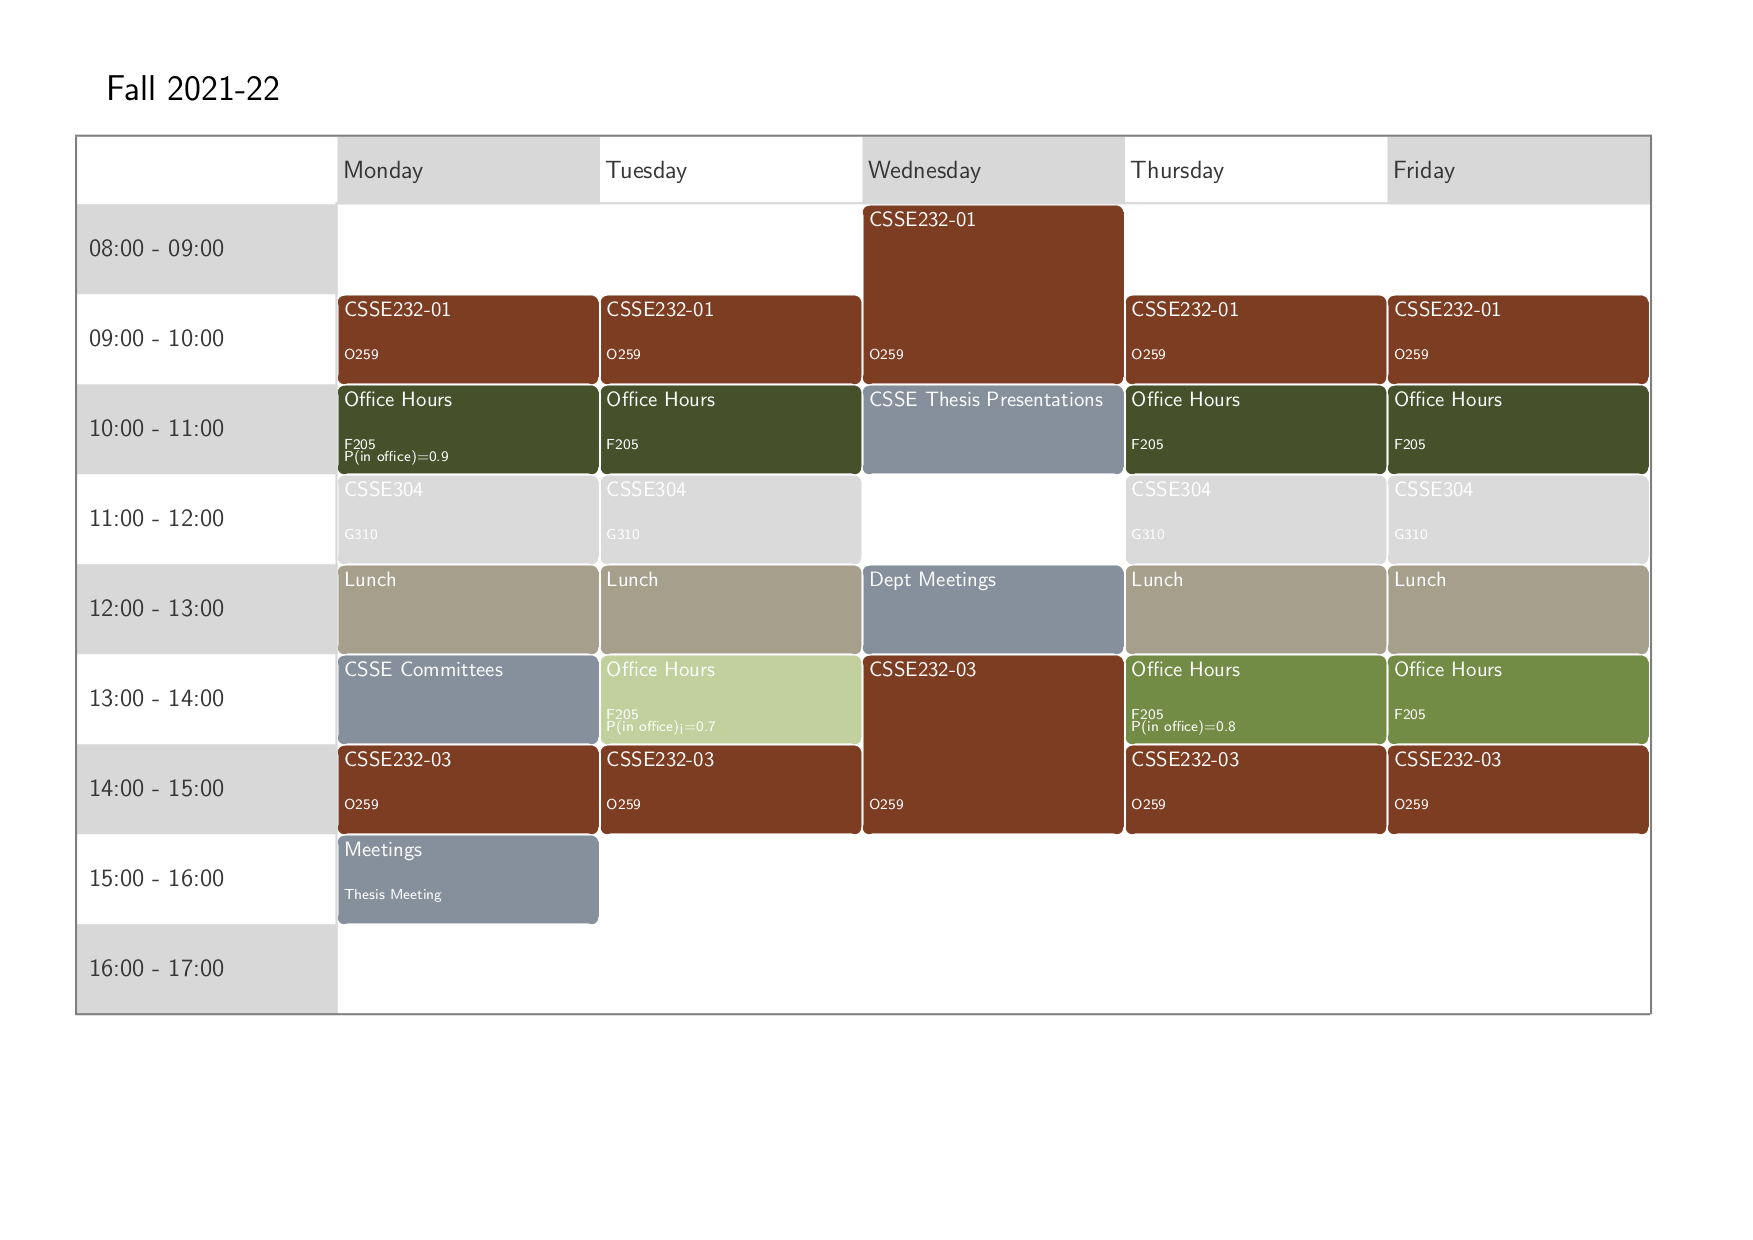 Fall 2021-22
Monday Tuesday Wednesday Thursday Friday
08:00 - 09:00
CSSE232-01
O259
09:00 - 10:00
CSSE232-01
O259
CSSE232-01
O259
CSSE232-01
O259
CSSE232-01
O259
10:00 - 11:00
Office Hours
F205
P(in office)=0.9
Office Hours
F205
CSSE Thesis Presentations
Office Hours
F205
Office Hours
F205
11:00 - 12:00
CSSE304
G310
CSSE304
G310
CSSE304
G310
CSSE304
G310
12:00 - 13:00
Lunch
Lunch
Dept Meetings
Lunch
Lunch
13:00 - 14:00
CSSE Committees
Office Hours
F205
P(in office)¡=0.7
CSSE232-03
O259
Office Hours
F205
P(in office)=0.8
Office Hours
F205
14:00 - 15:00
CSSE232-03
O259
CSSE232-03
O259
CSSE232-03
O259
CSSE232-03
O259
15:00 - 16:00
Meetings
Thesis Meeting
16:00 - 17:00